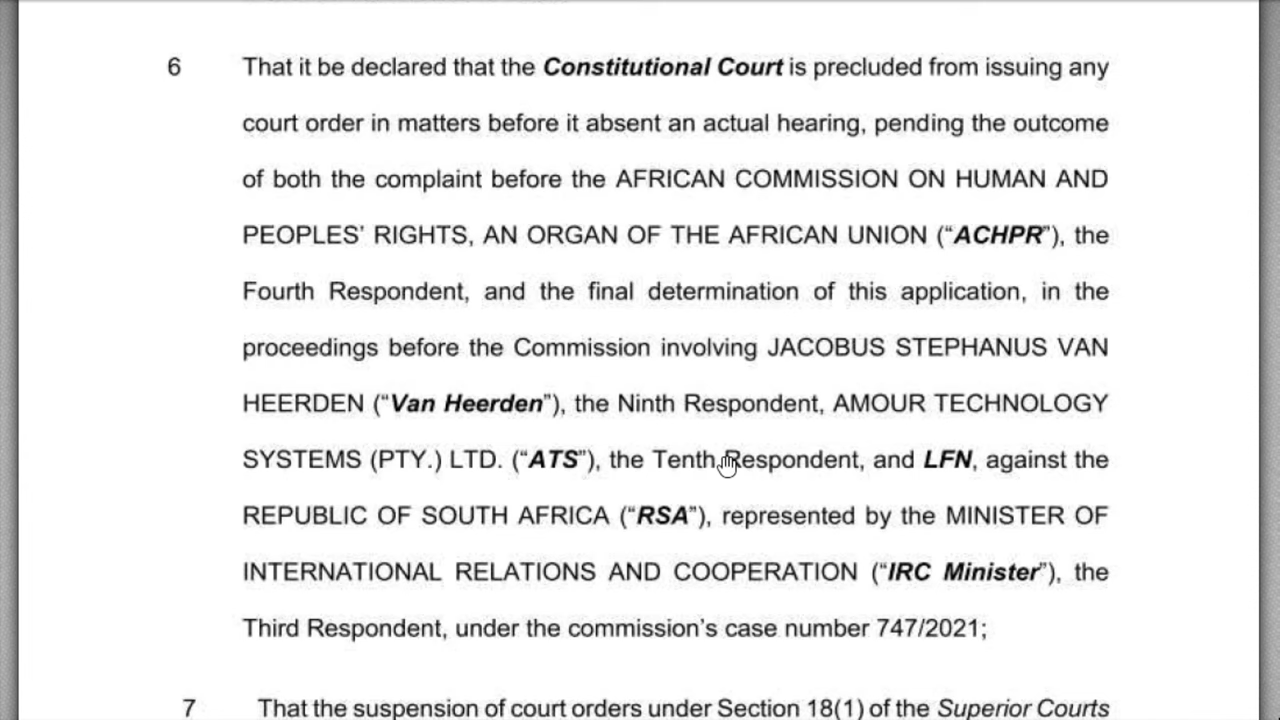 6 That it be declared that the Constitutional Court is precluded from issuing any
court order in matters before it absent an actual hearing, pending the outcome
of both the complaint before the AFRICAN COMMISSION ON HUMAN AND
PEOPLES’ RIGHTS, AN ORGAN OF THE AFRICAN UNION (“ACHPR”), the
Fourth Respondent, and the final determination of this application, in the
proceedings before the Commission involving JACOBUS STEPHANUS VAN
HEERDEN (“Van Heerden”), the Ninth Respondent, AMOUR TECHNOLOGY
SYSTEMS (PTY.) LTD. (“ATS”), the Tenth Respondent, and LFN, against the
REPUBLIC OF SOUTH AFRICA (“RSA”), represented by the MINISTER OF
INTERNATIONAL RELATIONS AND COOPERATION (“IRC Minister”), the
Third Respondent, under the commission’s case number 747/2021;
7 That the suspension of court orders under Section 18(1) of the Superior Courts